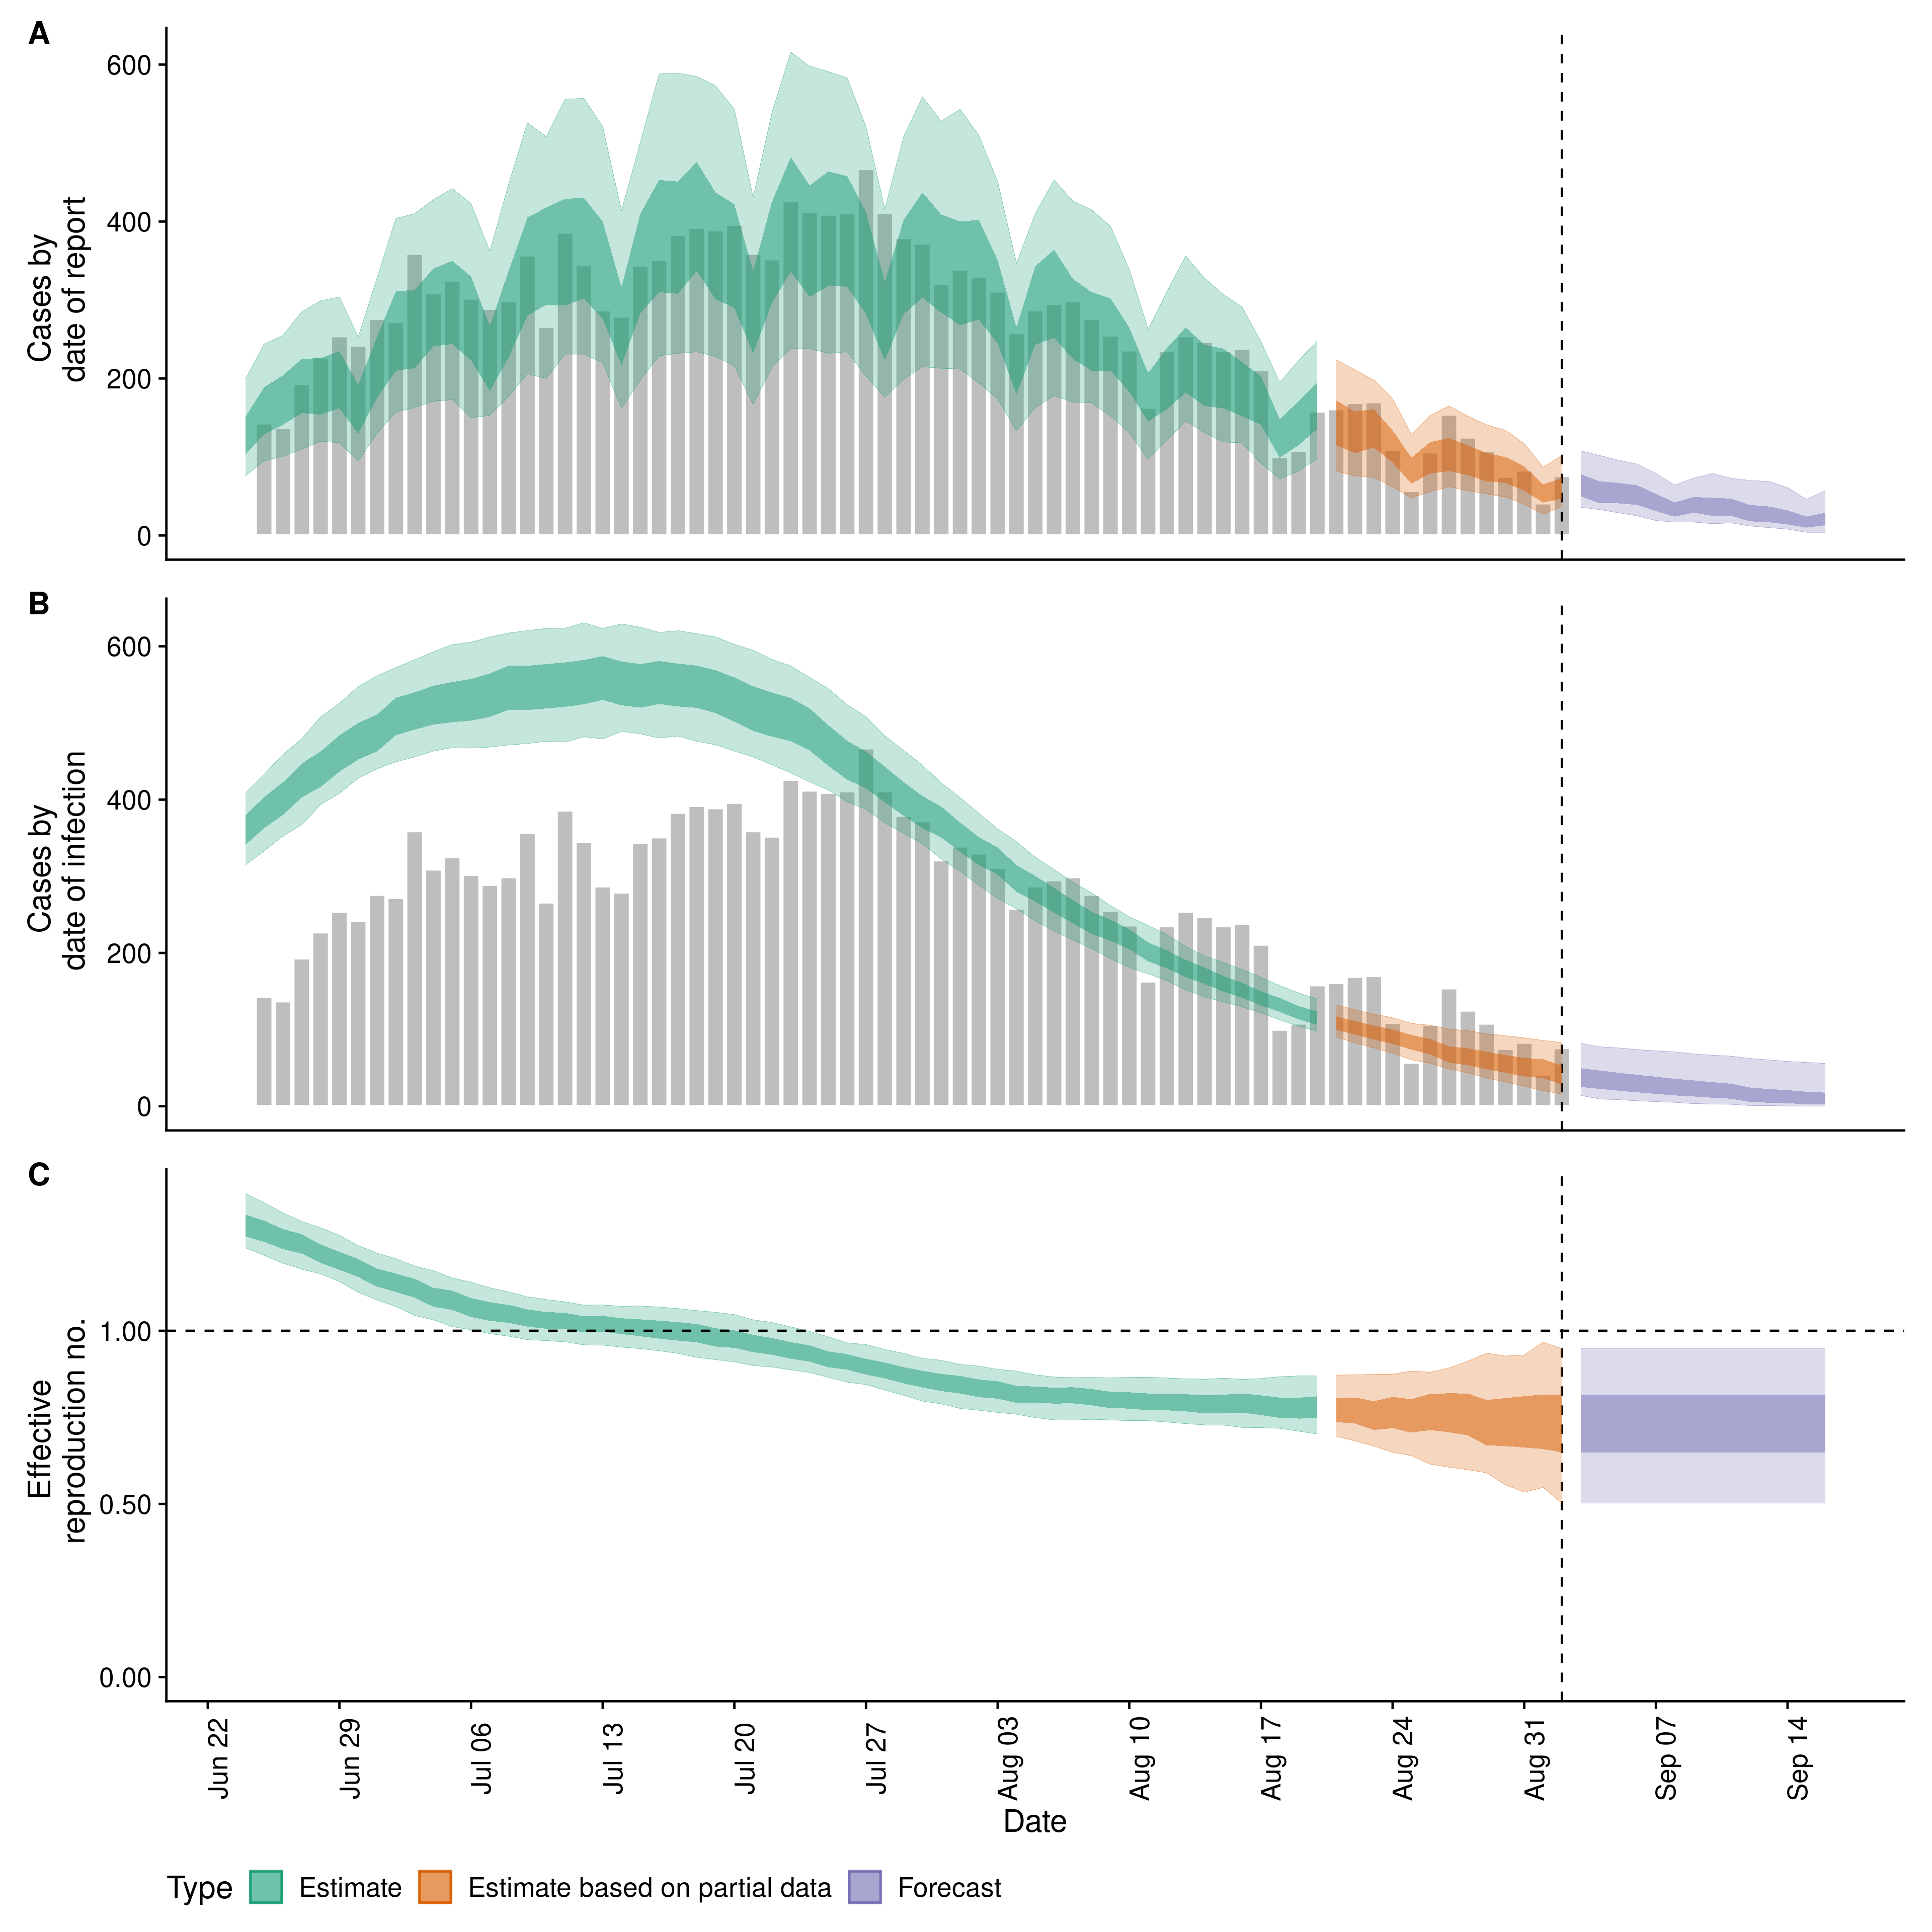 A
Cases by
date of report
600
400
200
0
B
Cases by
date of infection
600
400
200
0
C
Effective
reproduction no.
1.00
0.50
0.00
Jun 22
Jun 29
Jul 06
Jul 13
Jul 20
Jul 27
Aug 03
Aug 10
Aug 17
Aug 24
Aug 31
Sep 07
Sep 14
Date
Type Estimate Estimate based on partial data Forecast